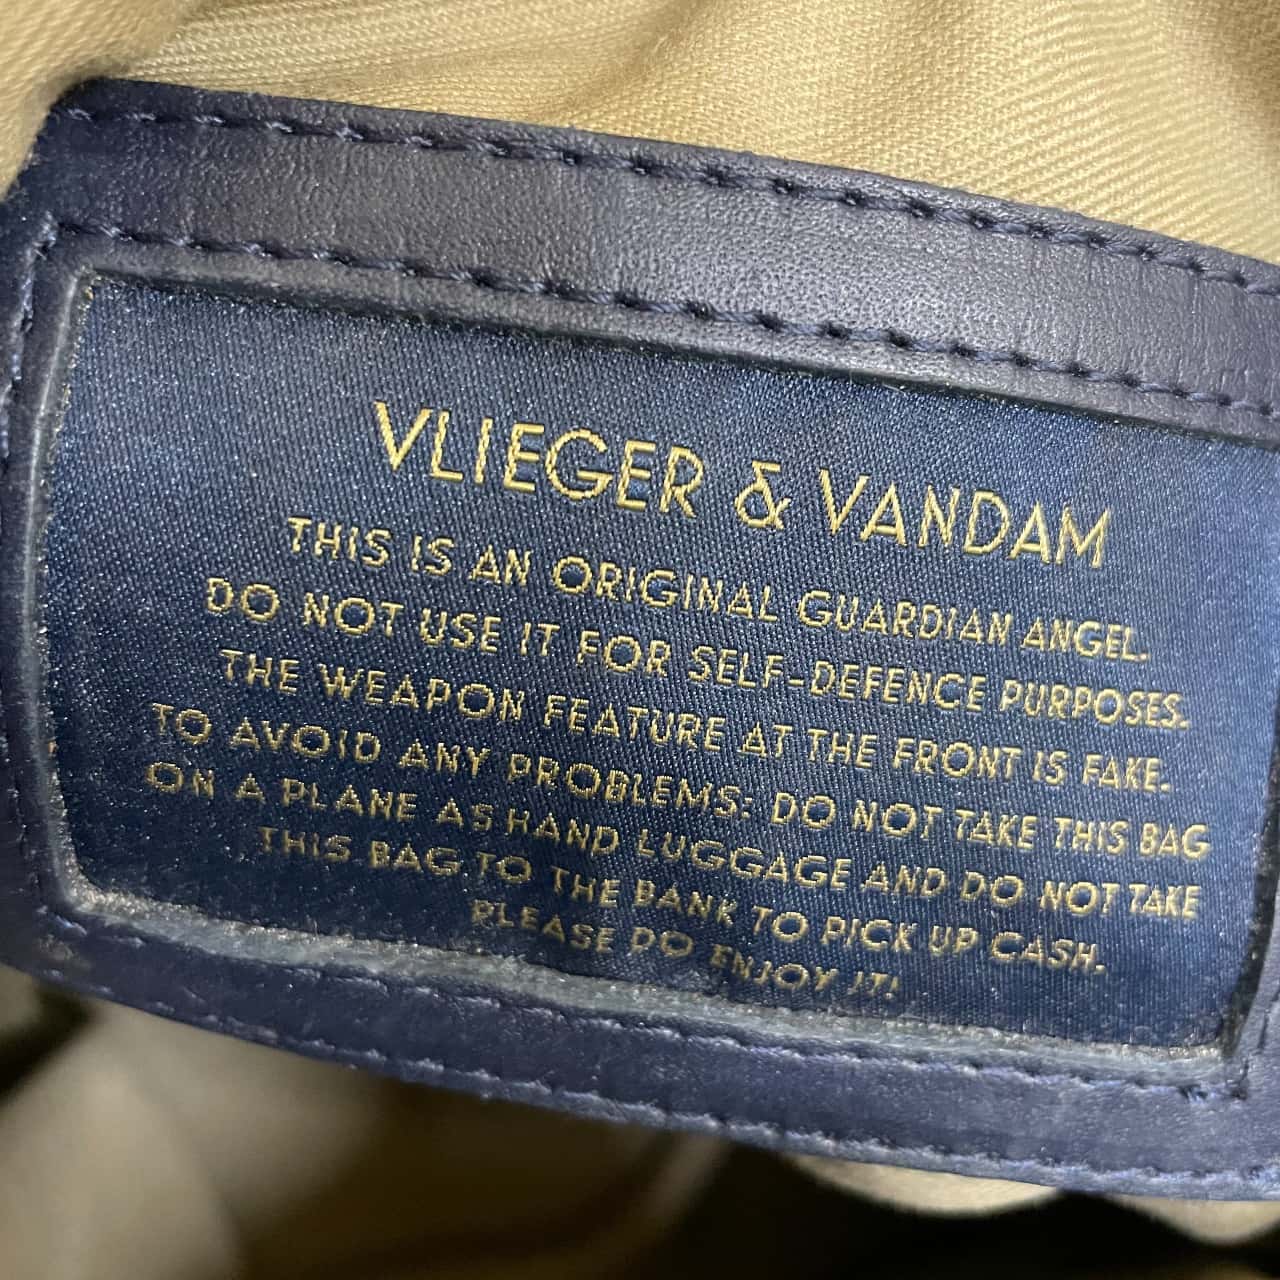 VLIEGER & VANDAM
THIS IS AN ORIGINAL GUARDIAN ANGEL.
DO NOT USE IT FOR SELF-DEFENCE PURPOSES.
THE WEAPON FEATURE AT THE FRONT IS FAKE.
TO AVOID ANY PROBLEMS: DO NOT TAKE THIS BAG
ON A PLANE AS HAND LUGGAGE AND DO NOT TAKE
THIS BAG TO THE BANK TO PICK UP CASH.
PLEASE DO ENJOY IT!